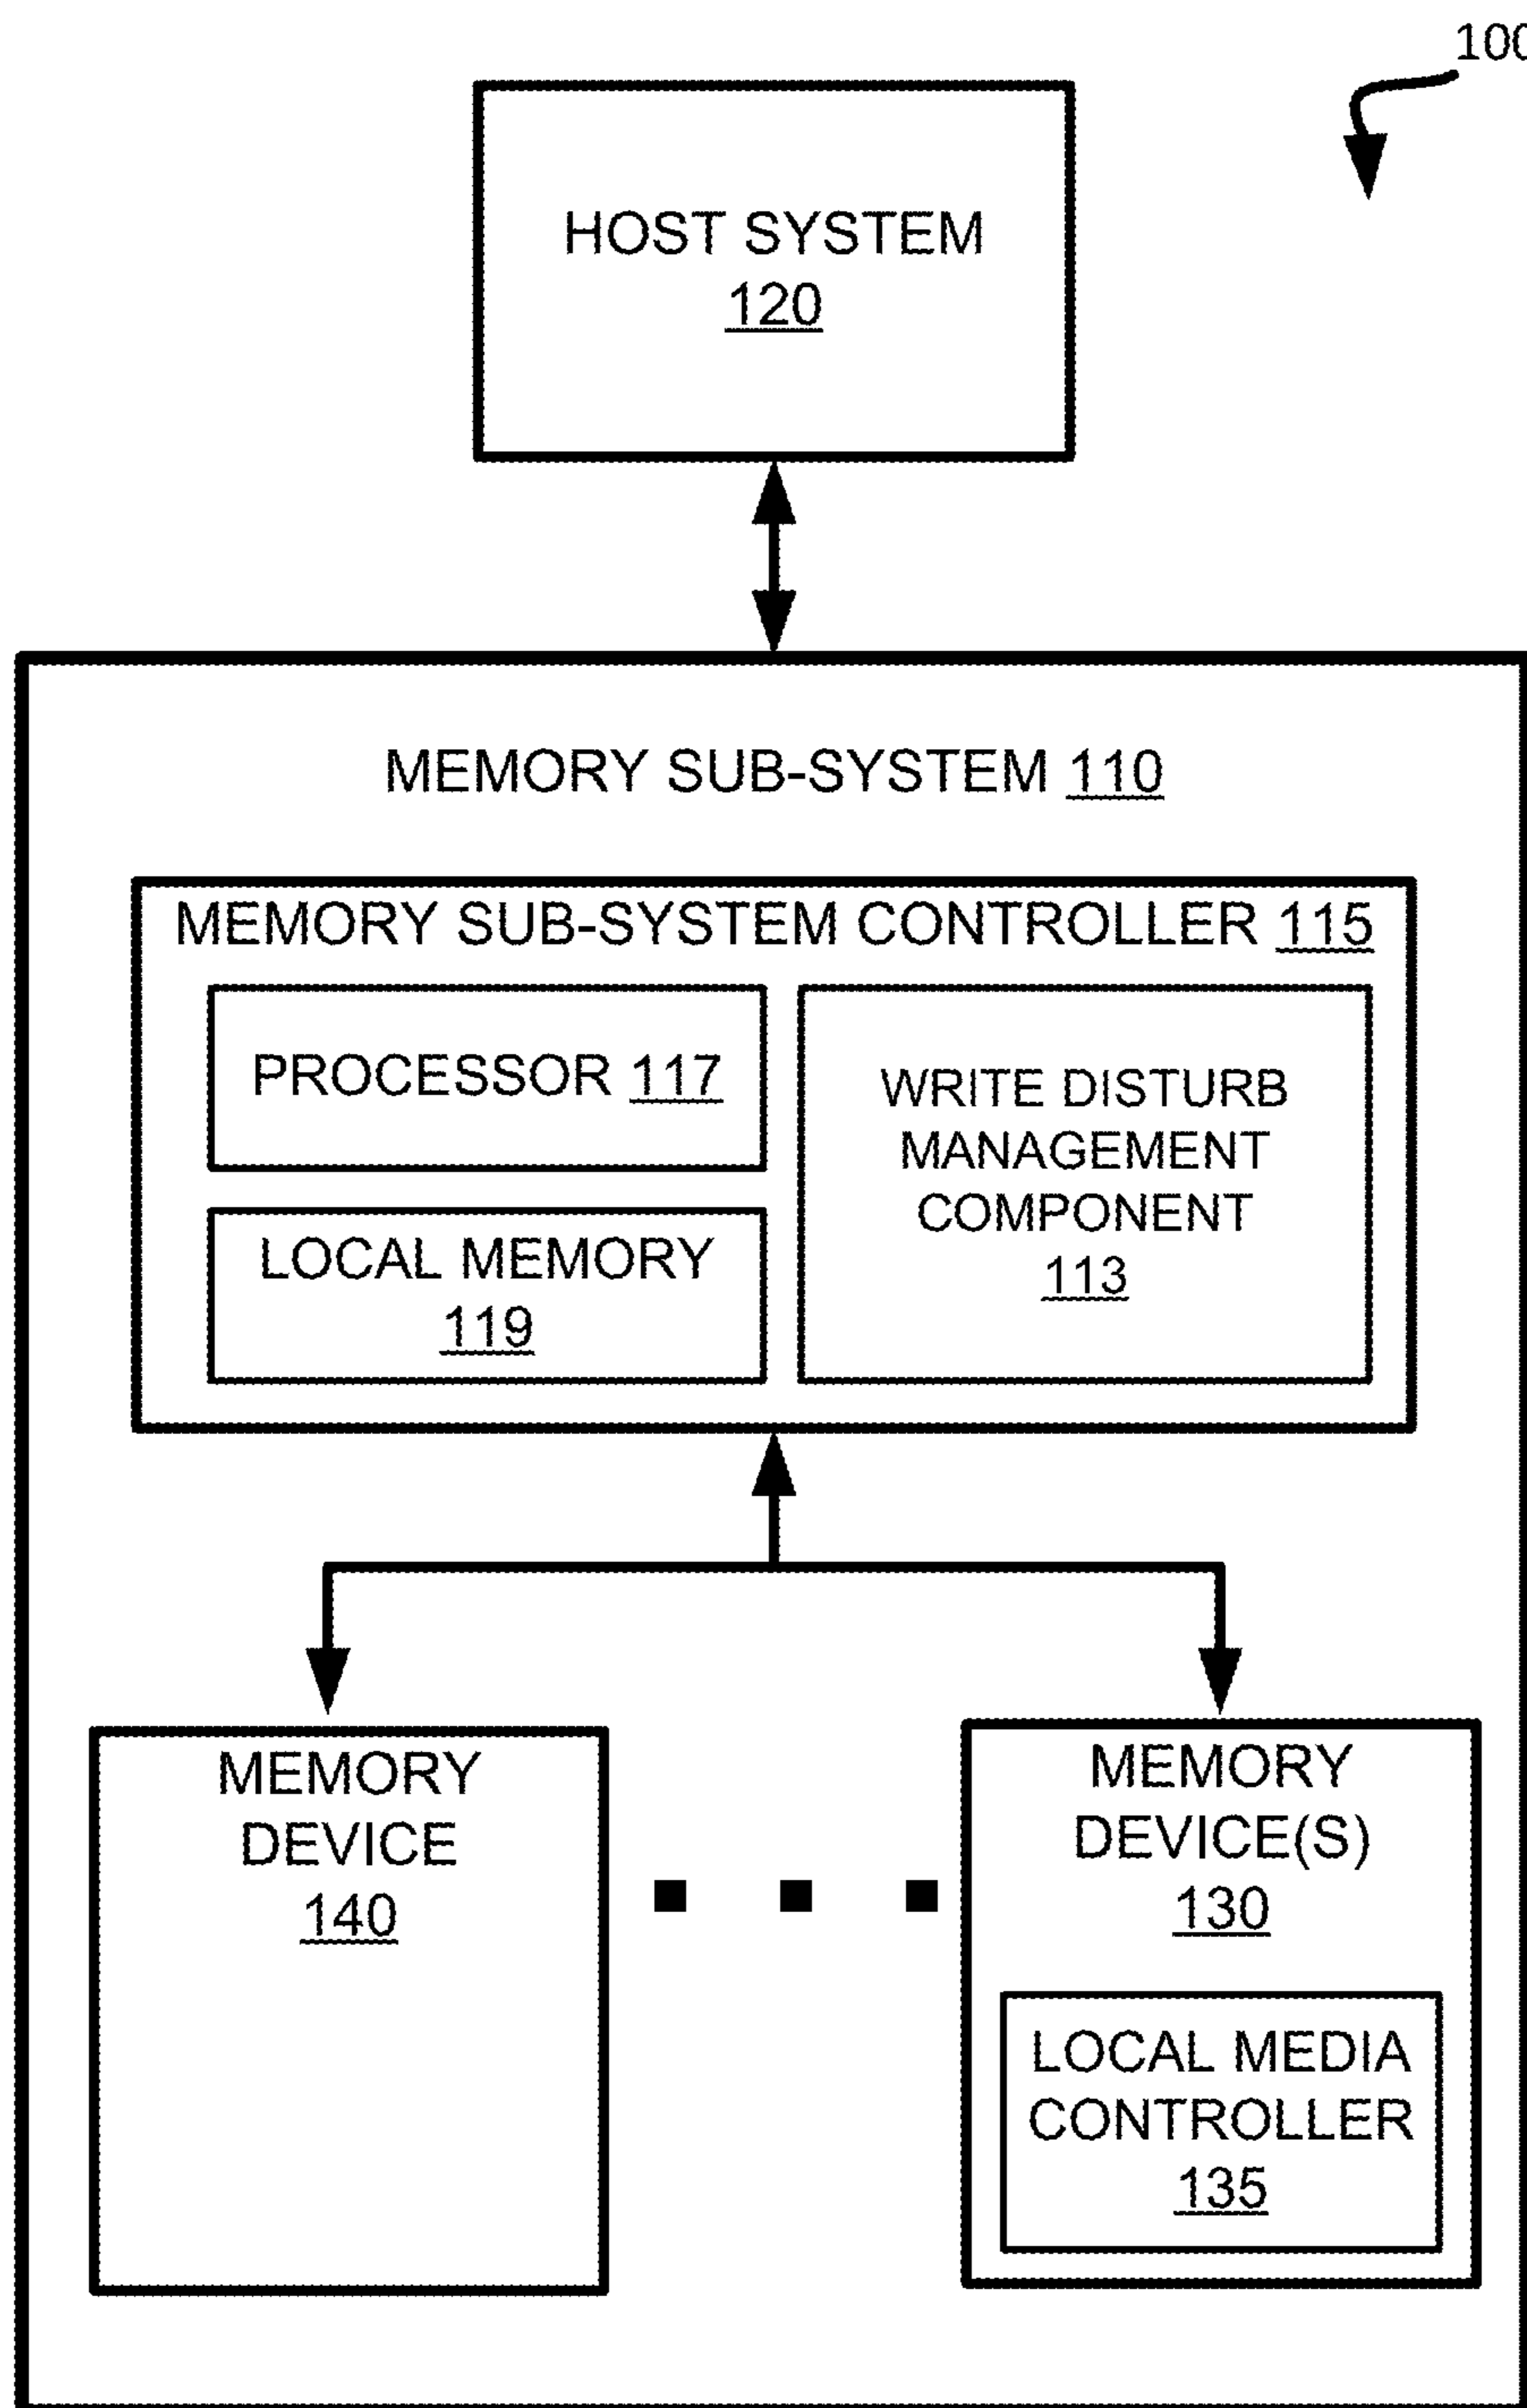 100
HOST SYSTEM
120
MEMORY SUB-SYSTEM 110
MEMORY SUB-SYSTEM CONTROLLER 115
PROCESSOR 117
LOCAL MEMORY
119
WRITE DISTURB
MANAGEMENT
COMPONENT
113
MEMORY
DEVICE
140
MEMORY
DEVICE(S)
130
LOCAL MEDIA
CONTROLLER
135